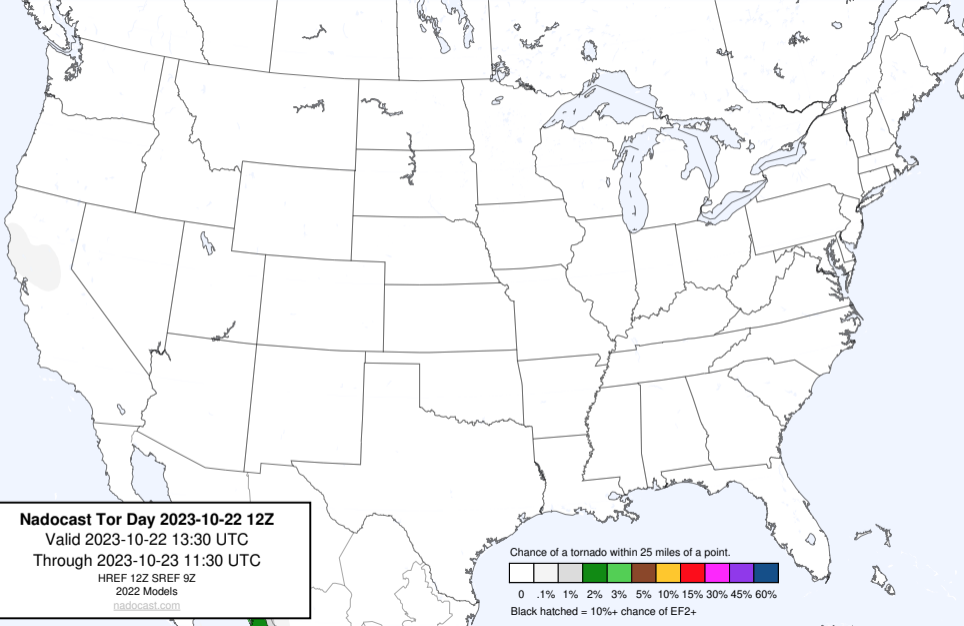 Nadocast Tor Day 2023-10-22 12Z
Valid 2023-10-22 13:30 UTC
Through 2023-10-23 11:30 UTC
HREF 12Z SREF 9Z
2022 Models
nadocast.com
Chance of a tornado within 25 miles of a point.
0 .1% 1% 2% 3% 5% 10% 15% 30% 45% 60%
Black hatched = 10%+ chance of EF2+